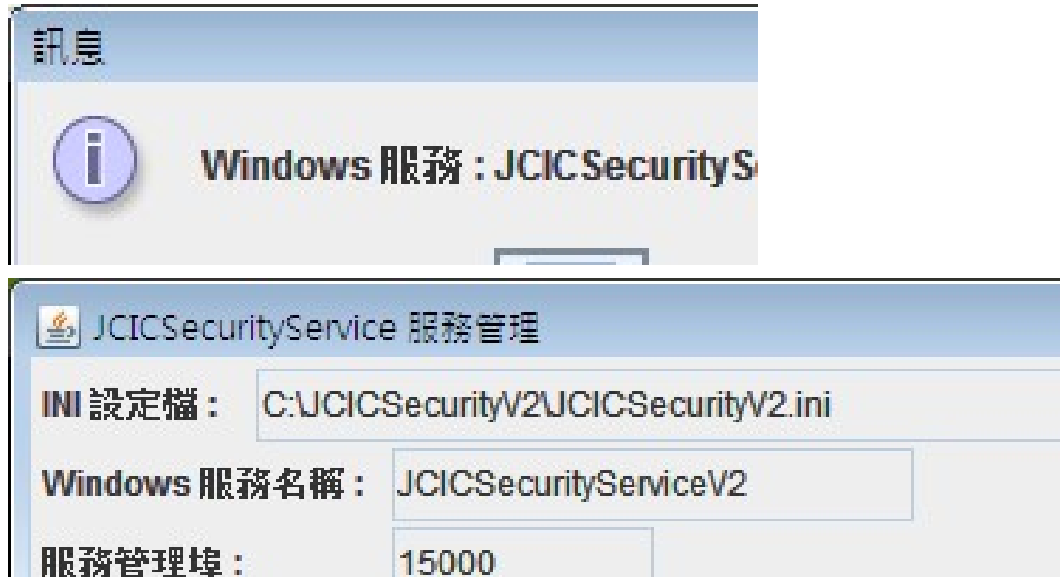 訊息
Windows 服務 : JCICSecurityS
JCICSecurityService 服務管理
INI 設定檔 : C:\JCICSecurityV2\JCICSecurityV2.ini
Windows 服務名稱 : JCICSecurityServiceV2
服務管理埠 : 15000